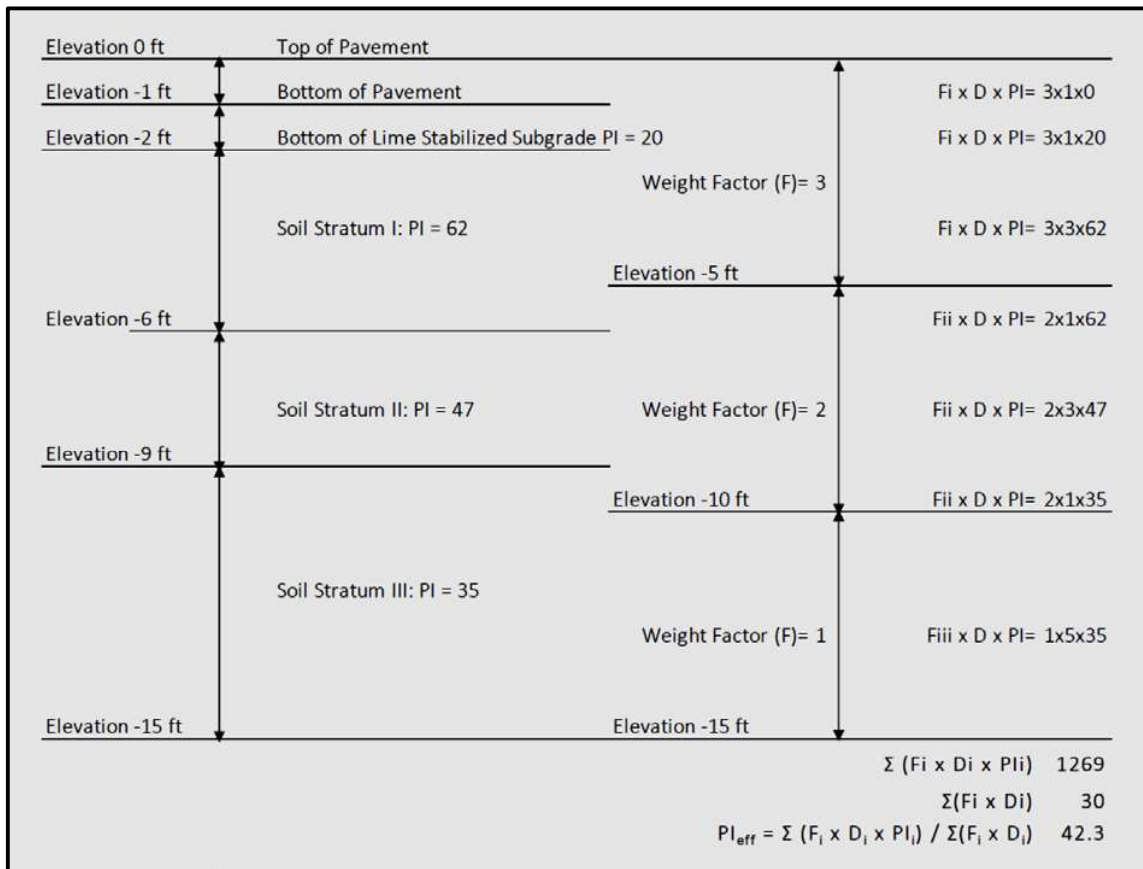 Elevation 0 ft Top of Pavement
Elevation -1 ft Bottom of Pavement Fi x D x PI= 3x1x0
Elevation -2 ft Bottom of Lime Stabilized Subgrade PI = 20 Fi x D x PI= 3x1x20
Weight Factor (F)= 3
Soil Stratum I: PI = 62 Fi x D x PI= 3x3x62
Elevation -5 ft
Elevation -6 ft Fii x D x PI= 2x1x62
Soil Stratum II: PI = 47 Weight Factor (F)= 2 Fii x D x PI= 2x3x47
Elevation -9 ft
Elevation -10 ft Fii x D x PI= 2x1x35
Soil Stratum III: PI = 35
Weight Factor (F)= 1 Fiii x D x PI= 1x5x35
Elevation -15 ft Elevation -15 ft
Σ (Fi x Di x PIi) 1269
Σ(Fi x Di) 30
PIeff = Σ (Fi x Di x PIi) / Σ(Fi x Di) 42.3